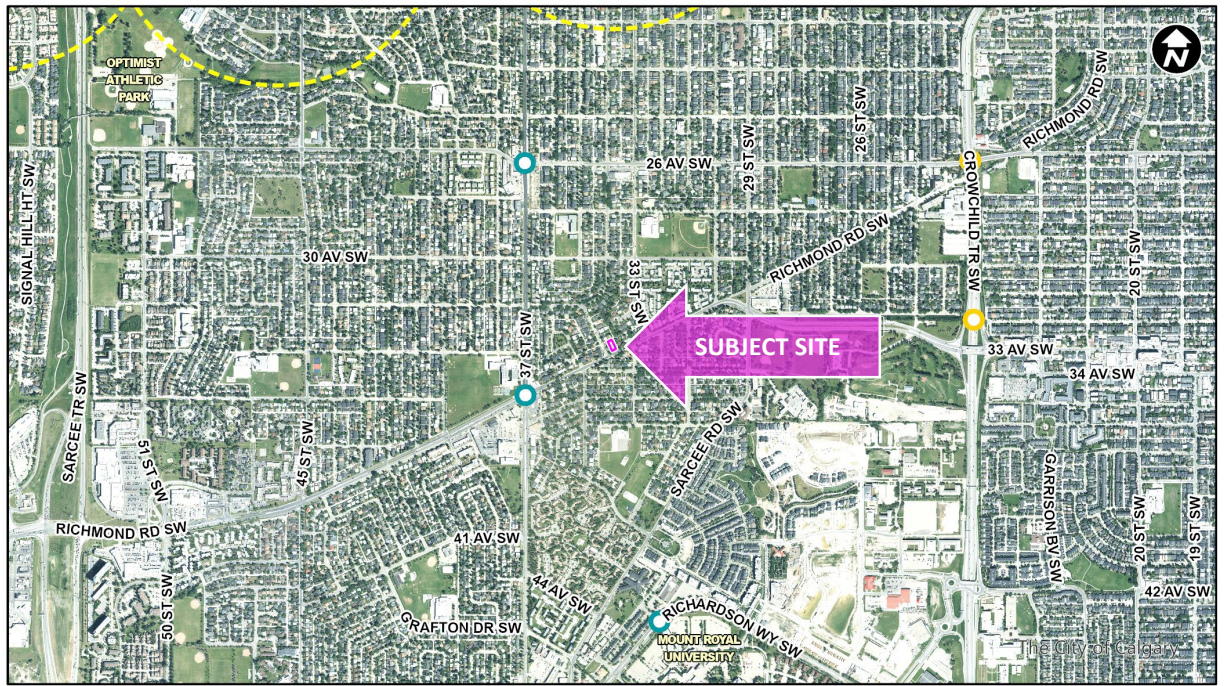 OPTIMIST
ATHLETIC
PARK
N
RICHMOND RD SW
26 ST SW
29 ST SW
26 AV SW
CROWCHILD TR SW
SIGNAL HILL HT SW
30 AV SW
RICHMOND RD SW
20 ST SW
33 ST SW
37 ST SW
SUBJECT SITE
33 AV SW
34 AV SW
SARCEE TR SW
45 ST SW
51 ST SW
SARCEE RD SW
GARRISON BV SW
20 ST SW
19 ST SW
RICHMOND RD SW
41 AV SW
50 ST SW
44 AV SW
42 AV SW
GRAFTON DR SW
RICHARDSON WY SW
MOUNT ROYAL
UNIVERSITY
The City of Calgary